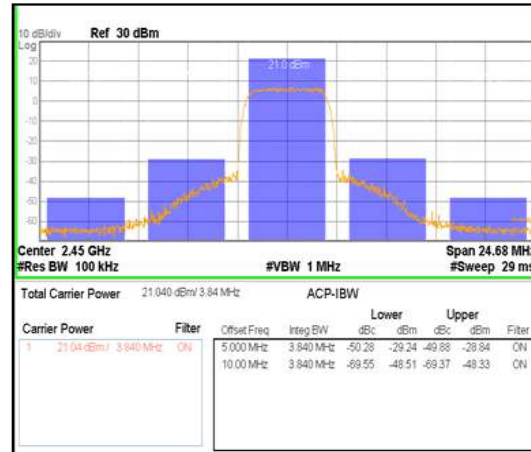 10 dB/div Ref 30 dBm
Log
20
10
0
-10
-20
-30
-40
-50
-60
21.0 dBm
Center 2.45 GHz Span 24.68 MHz
#Res BW 100 kHz #VBW 1 MHz #Sweep 29 ms
Total Carrier Power 21.040 dBm/ 3.84 MHz ACP-IBW
Lower Upper
Carrier Power Filter Offset Freq Integ BW dBc dBm dBc dBm Filter
1 21.04 dBm / 3.840 MHz ON 5.000 MHz 3.840 MHz -50.28 -29.24 -49.88 -28.84 ON
10.00 MHz 3.840 MHz -69.55 -48.51 -69.37 -48.33 ON